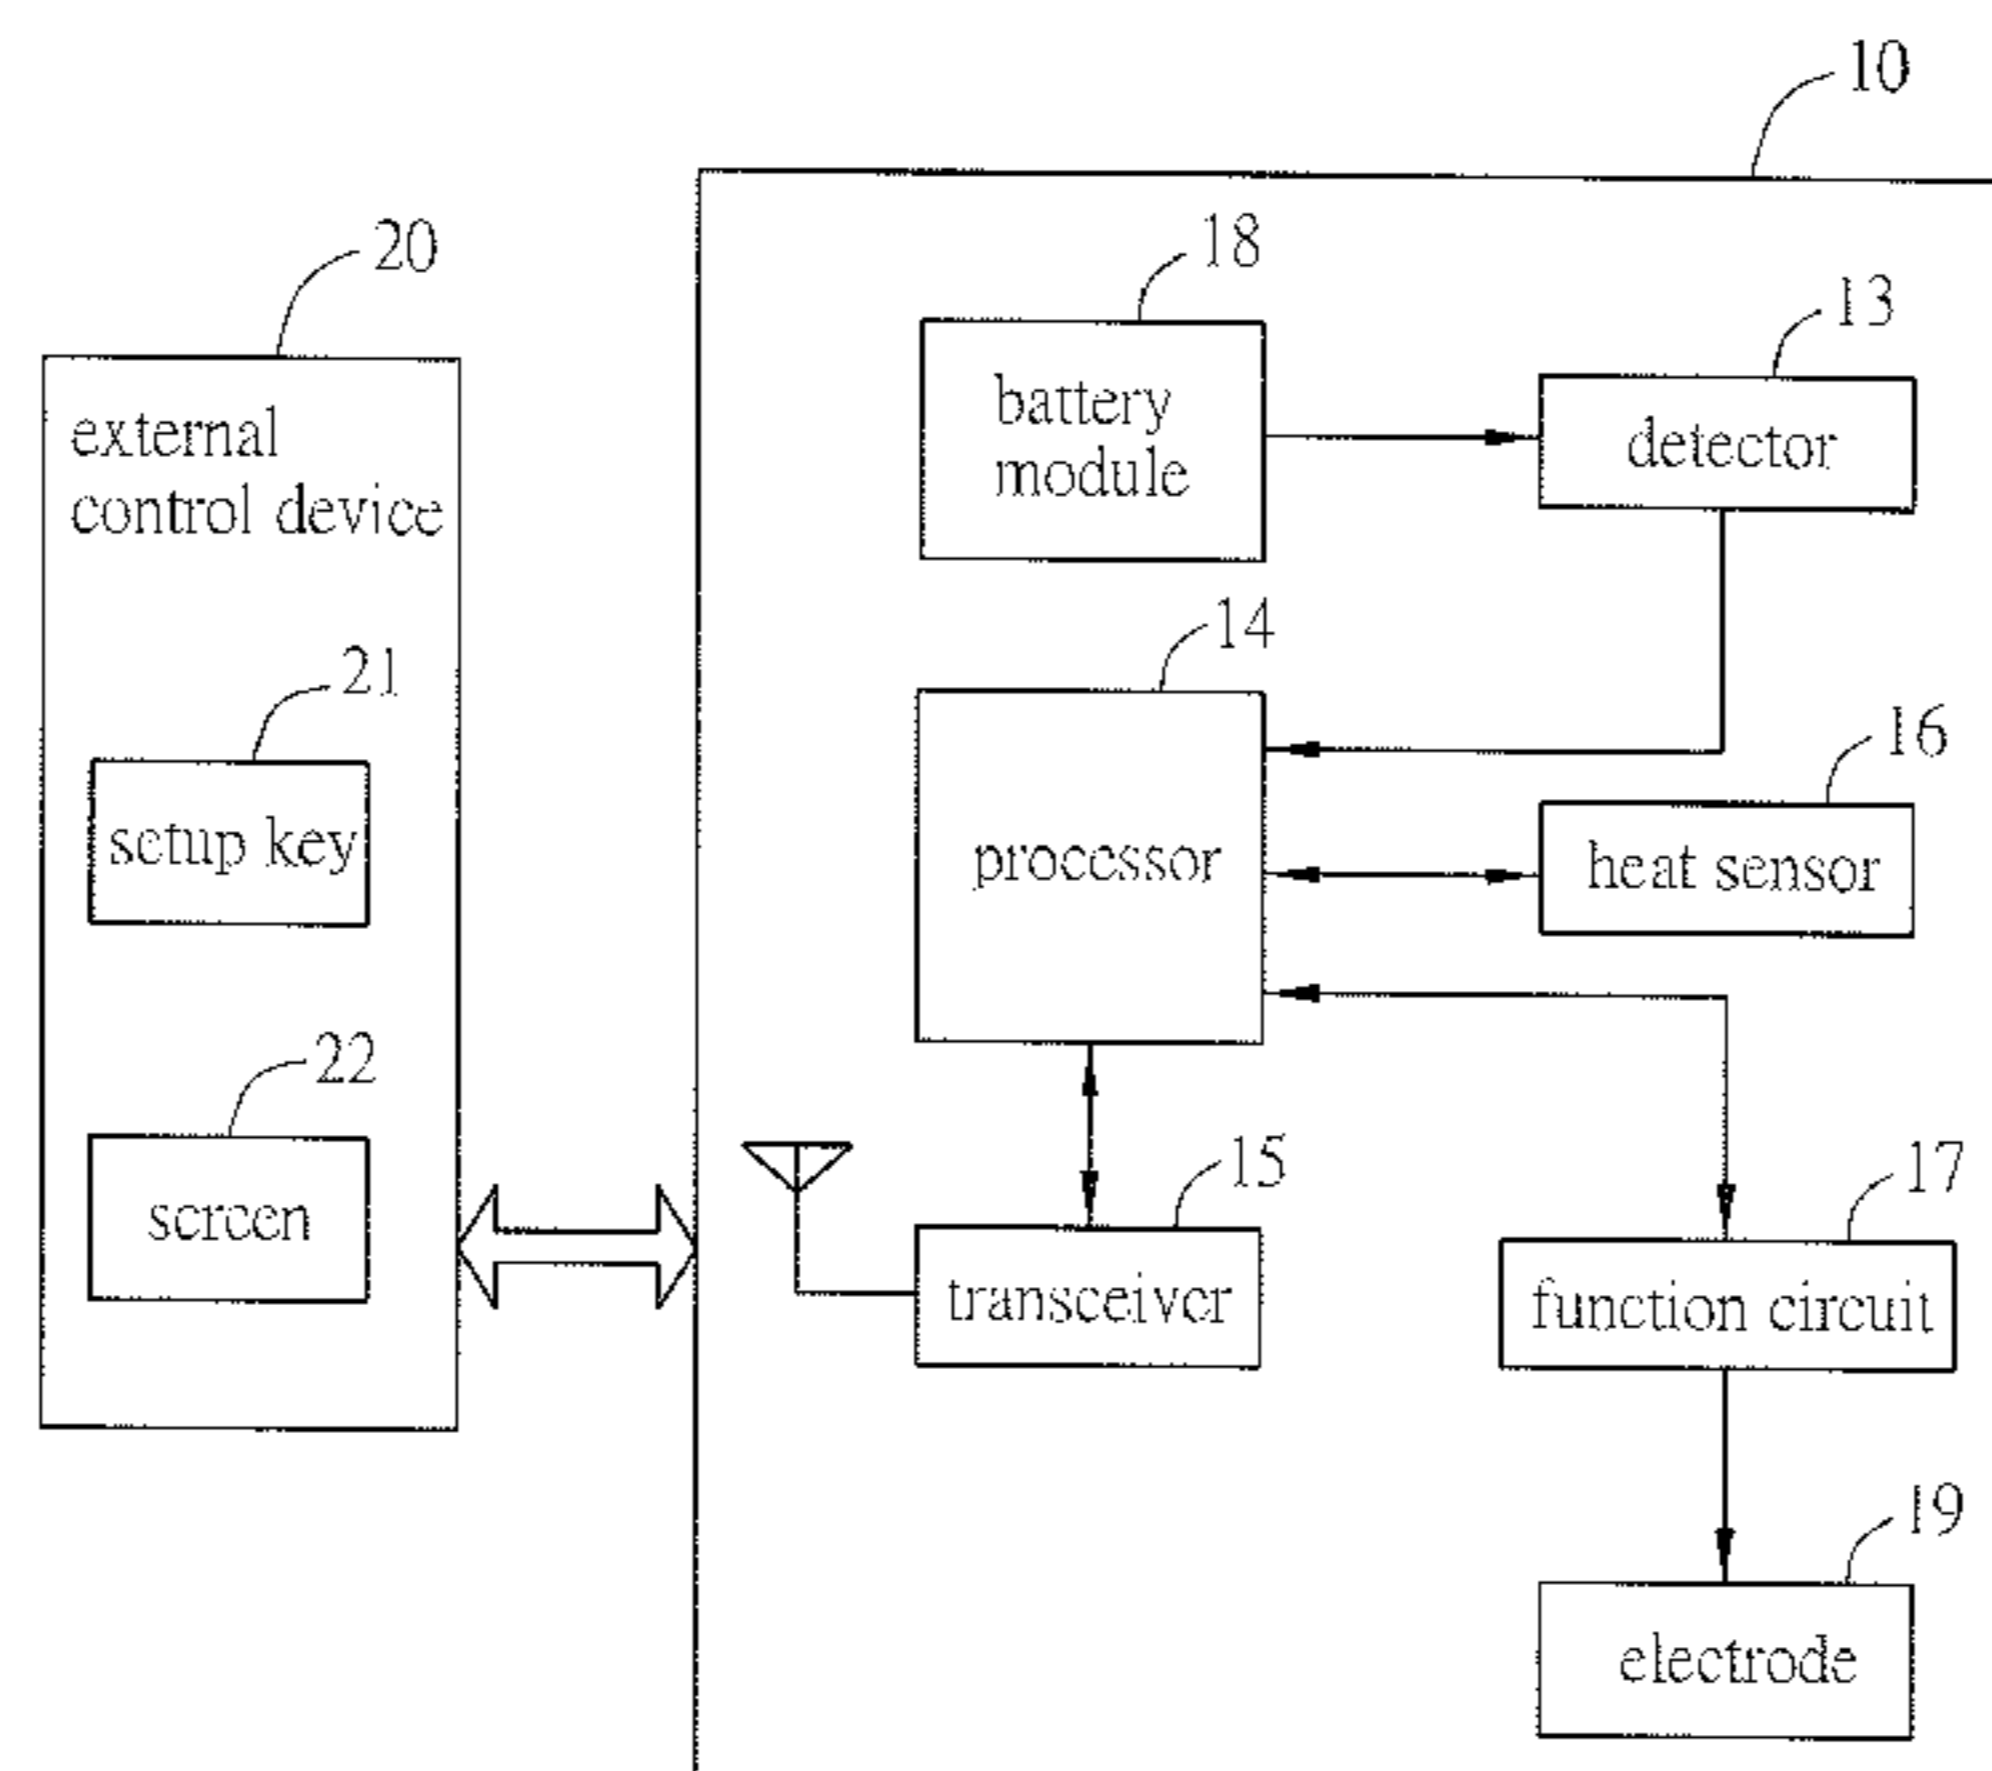 10
20
18
13
external
control device
battery
module
detector
14
21
16
setup key
processor
heat sensor
22
15
17
screen
transceiver
function circuit
19
electrode